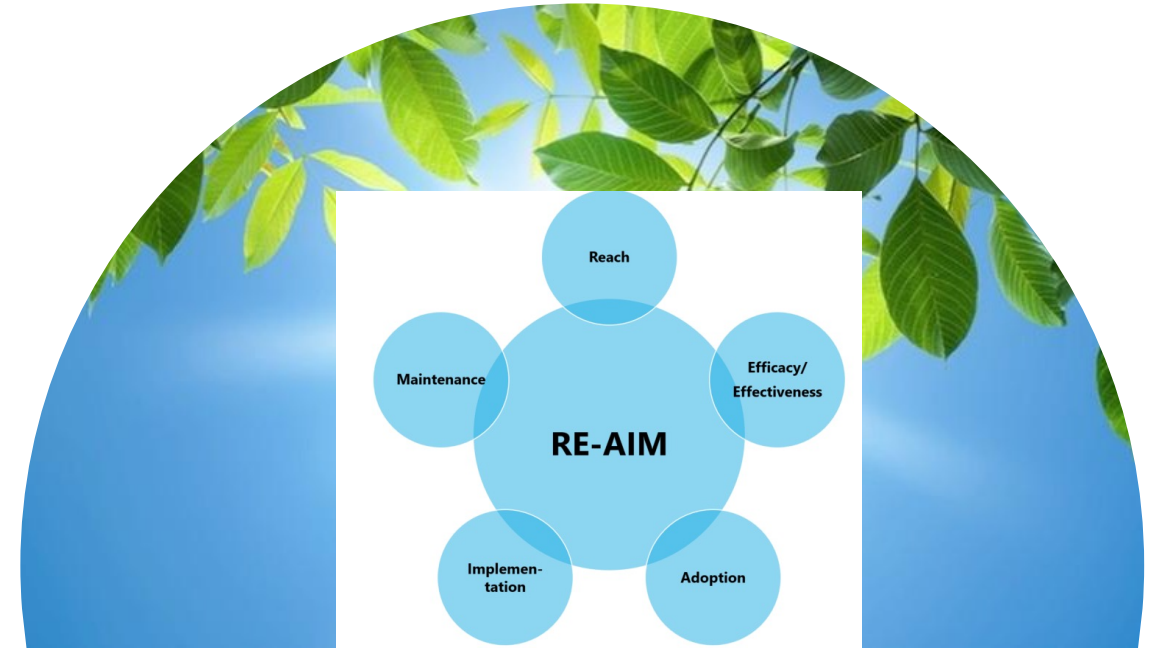 Reach
Maintenance
Efficacy/
Effectiveness
RE-AIM
Implemen-
tation
Adoption